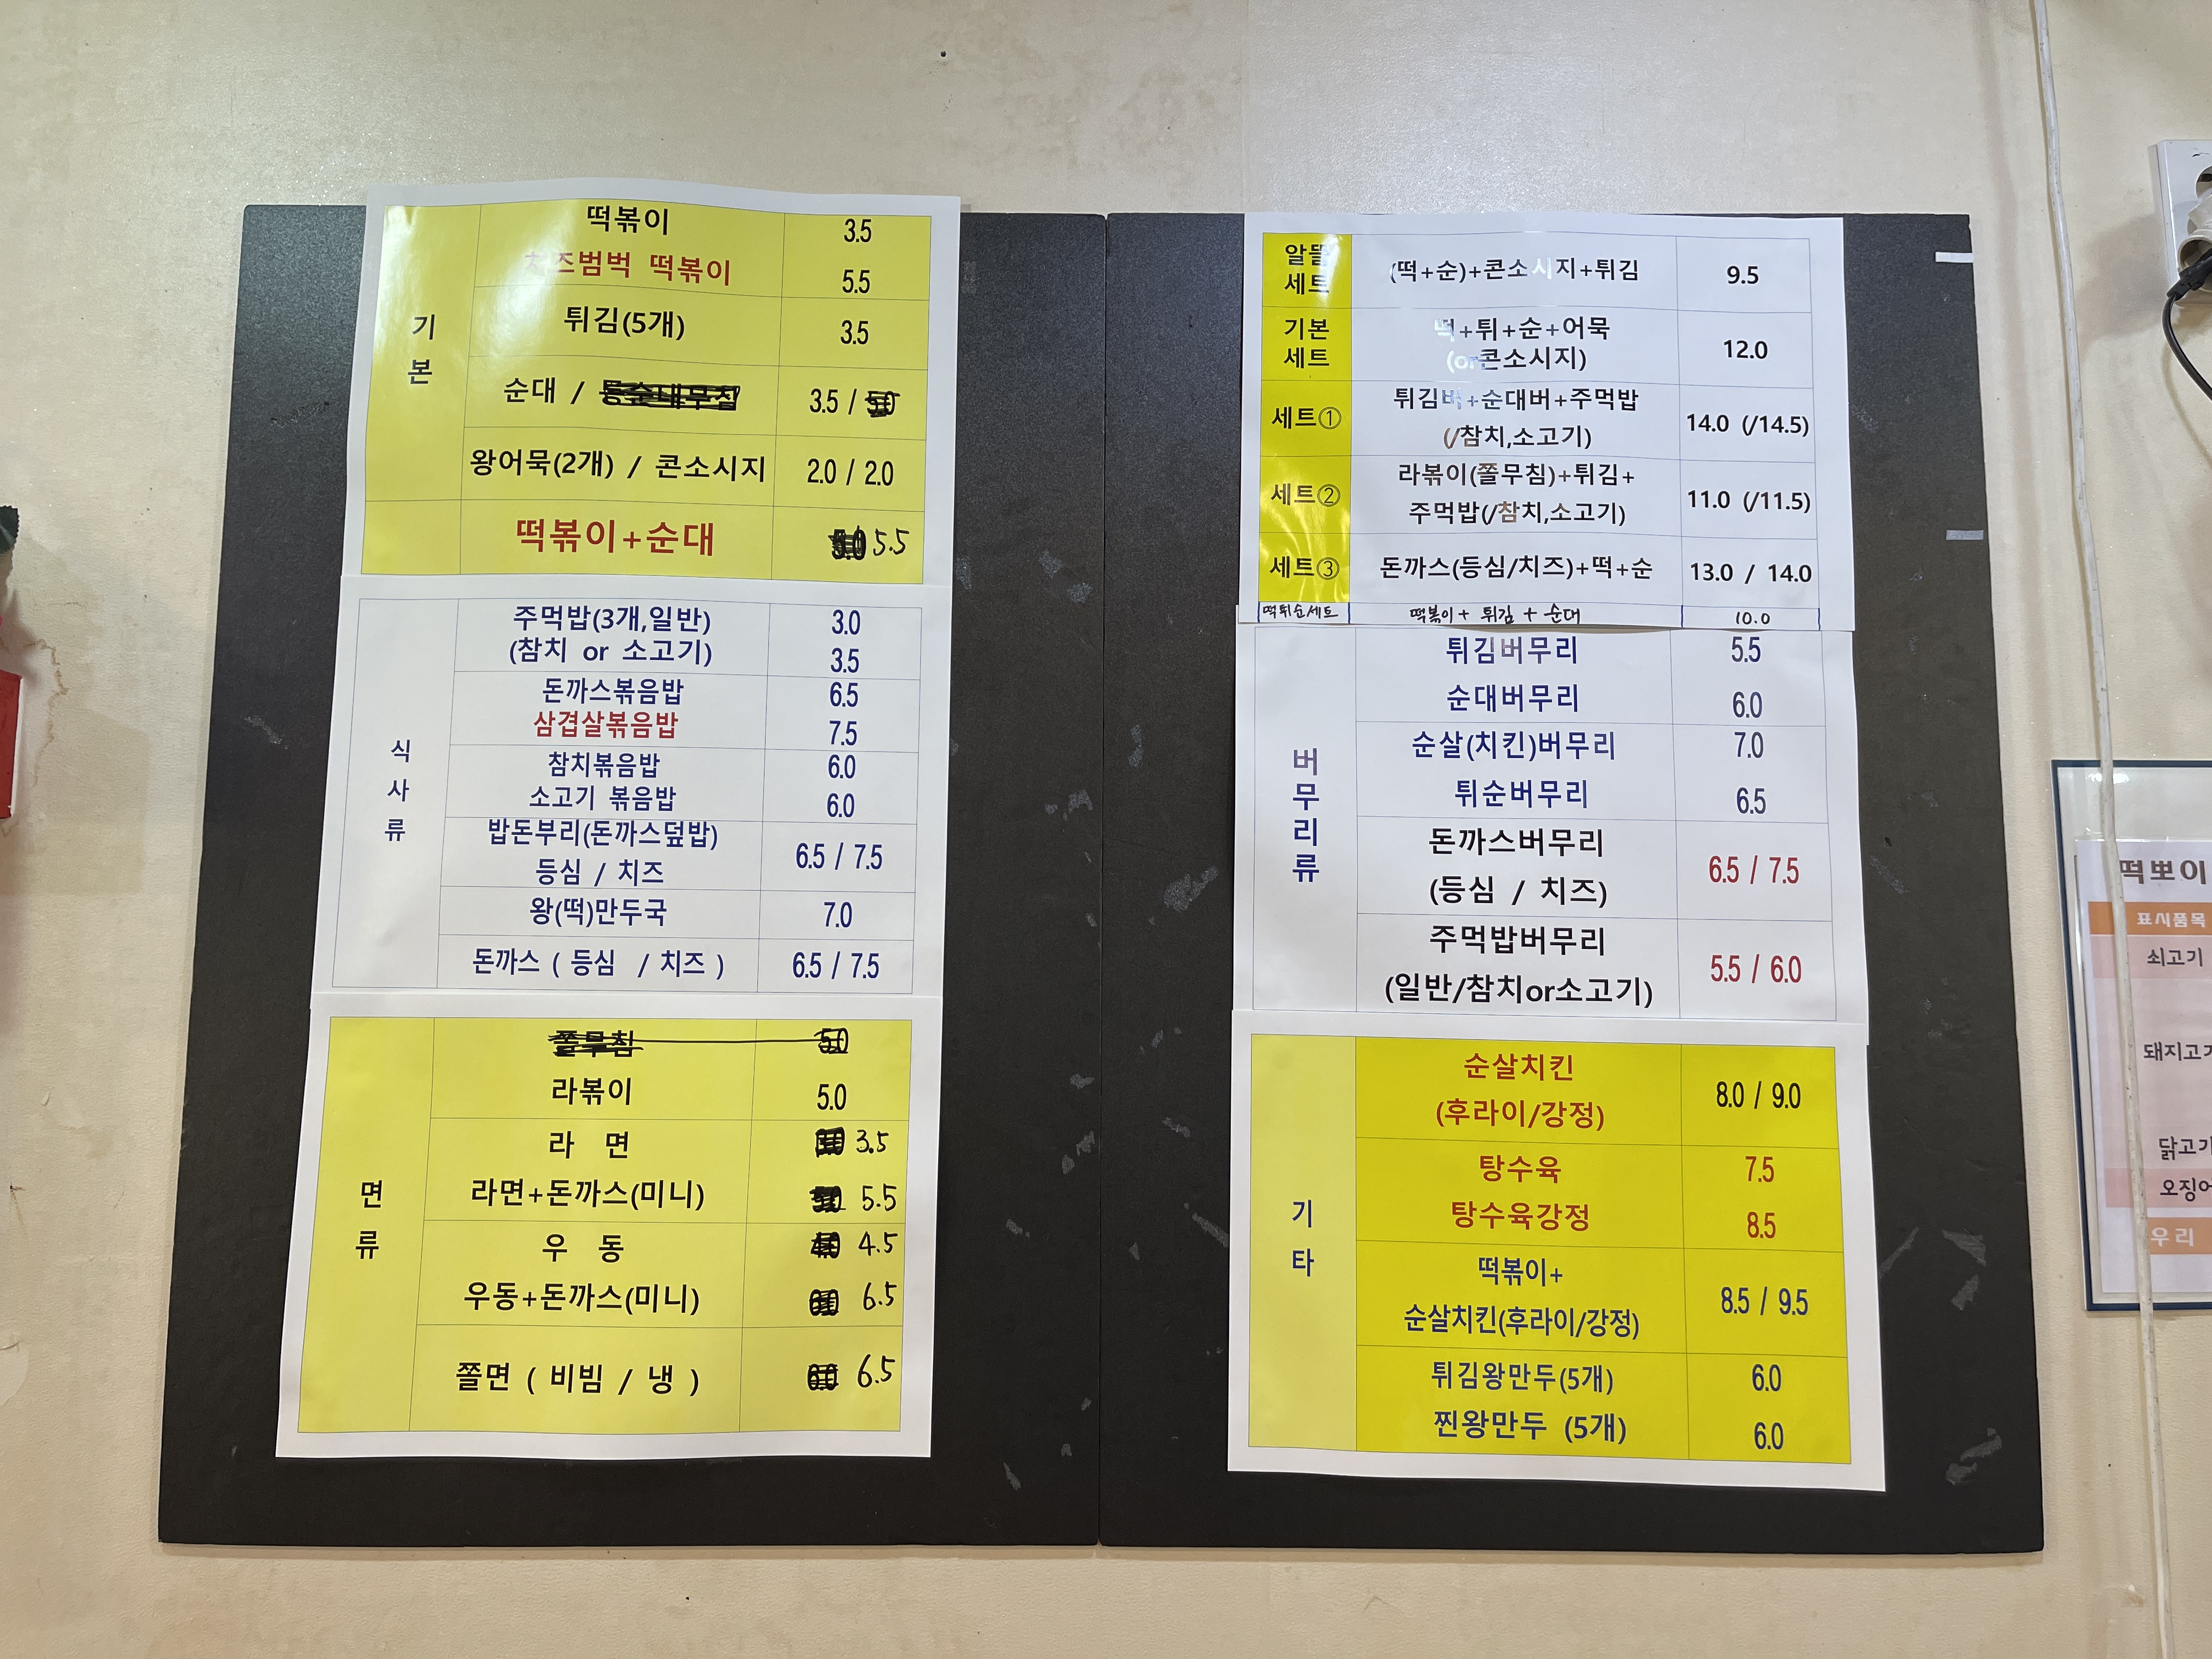 기
본
떡볶이
3.5
치즈범벅 떡볶이
5.5
튀김(5개)
3.5
순대 /
3.5 / 5.0
왕어묵(2개) / 콘소시지
2.0 / 2.0
떡볶이+순대
5.0 5.5
식
사
류
주먹밥(3개,일반)
3.0
(참치 or 소고기)
3.5
돈까스볶음밥
6.5
삼겹살볶음밥
7.5
참치볶음밥
6.0
소고기 볶음밥
6.0
밥돈부리(돈까스덮밥)
등심 / 치즈
6.5 / 7.5
왕(떡)만두국
7.0
돈까스 ( 등심 / 치즈 )
6.5 / 7.5
면
류
쫄무침
5.0
라볶이
5.0
라 면
3.5
라면+돈까스(미니)
5.5
우 동
4.5
우동+돈까스(미니)
6.5
쫄면 ( 비빔 / 냉 )
6.5
알뜰
세트
(떡+순)+콘소시지+튀김
9.5
기본
세트
떡+튀+순+어묵
(or콘소시지)
12.0
세트①
튀김버+순대버+주먹밥
(/참치,소고기)
14.0 (/14.5)
세트②
라볶이(쫄무침)+튀김+
주먹밥(/참치,소고기)
11.0 (/11.5)
세트③
돈까스(등심/치즈)+떡+순
13.0 / 14.0
떡튀순세트
떡볶이 + 튀김 + 순대
10.0
버
무
리
류
튀김버무리
5.5
순대버무리
6.0
순살(치킨)버무리
7.0
튀순버무리
6.5
돈까스버무리
(등심 / 치즈)
6.5 / 7.5
주먹밥버무리
(일반/참치or소고기)
5.5 / 6.0
기
타
순살치킨
(후라이/강정)
8.0 / 9.0
탕수육
7.5
탕수육강정
8.5
떡볶이+
순살치킨(후라이/강정)
8.5 / 9.5
튀김왕만두(5개)
6.0
찐왕만두 (5개)
6.0
떡뽀이
표시품목
쇠고기
돼지고기
닭고기
오징어
우리